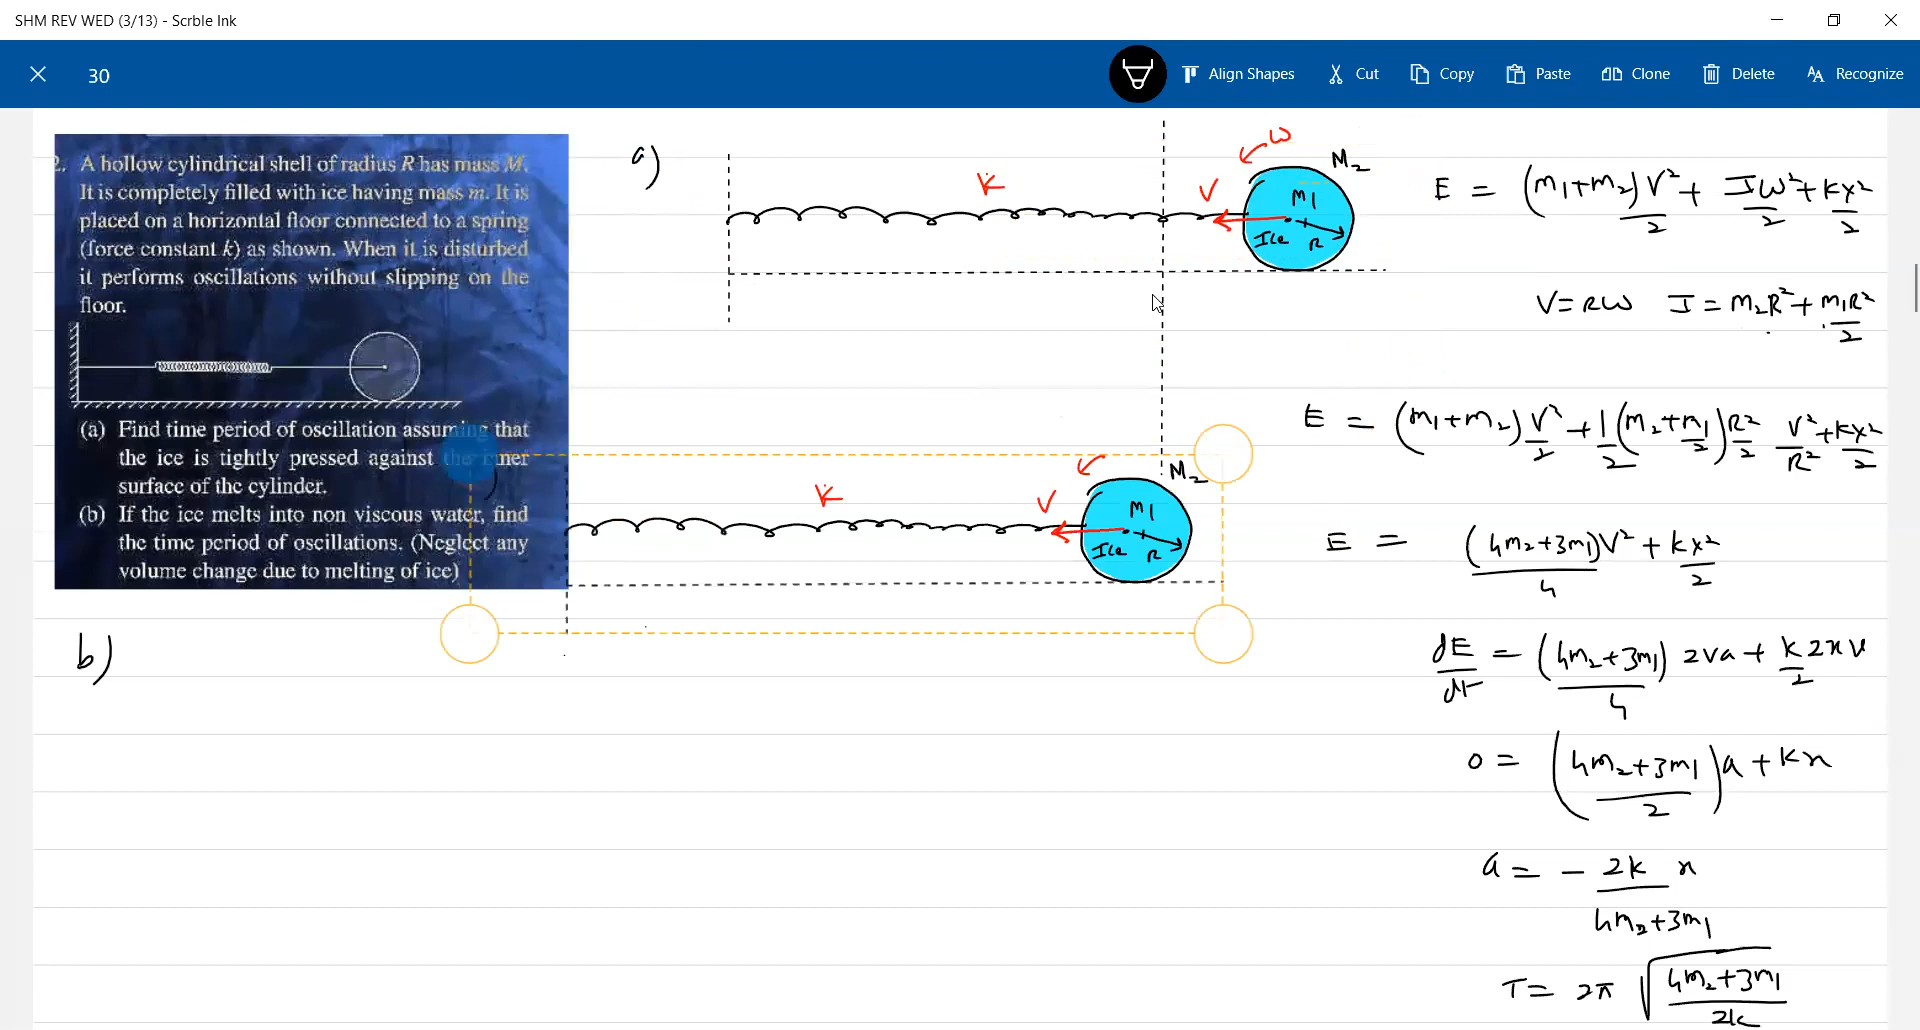 SHM REV WED (3/13) - Scrble Ink
30
Align Shapes Cut Copy Paste Clone Delete Recognize
2. A hollow cylindrical shell of radius R has mass M.
It is completely filled with ice having mass m. It is
placed on a horizontal floor connected to a spring
(force constant k) as shown. When it is disturbed
it performs oscillations without slipping on the
floor.
(a) Find time period of oscillation assuming that
the ice is tightly pressed against the inner
surface of the cylinder.
(b) If the ice melts into non viscous water, find
the time period of oscillations. (Neglect any
volume change due to melting of ice)
a)
K V ω M₂
M1
Ice R
E = (m₁+m₂)V²/2 + Iω²/2 + Kx²/2
V = Rω I = M₂R² + M₁R²/2
E = (m₁+m₂)V²/2 + 1/2(m₂+m₁/2)R²/2 V²/R² + Kx²/2
K V M₂
M1
Ice R
E = (4m₂+3m₁)V²/4 + Kx²/2
b)
dE/dt = (4m₂+3m₁)/4 2va + K/2 2xv
0 = (4m₂+3m₁/2)a + Kx
a = - 2k/4m₂+3m₁ x
T = 2π √4m₂+3m₁/2k